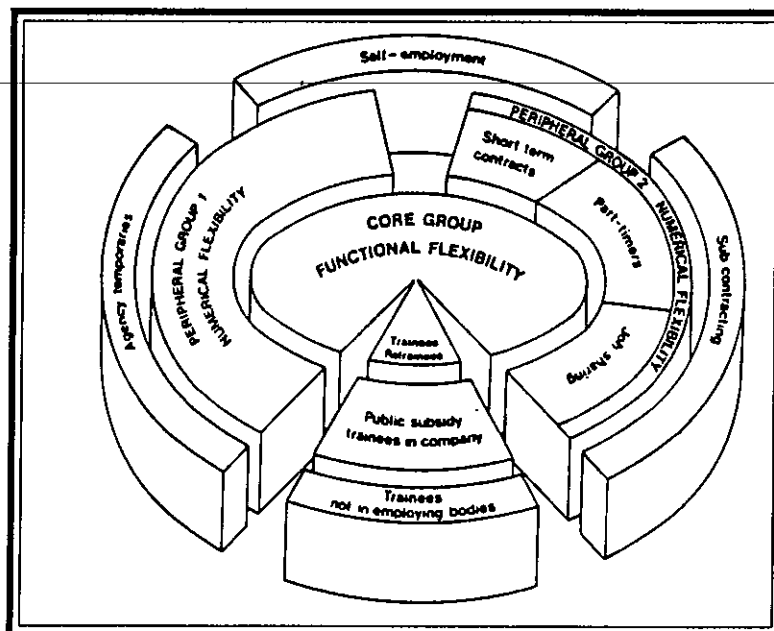 Self-employment
PERIPHERAL GROUP 2 NUMERICAL FLEXIBILITY
Short term
contracts
Part-timers
Job sharing
Sub contracting
Agency temporaries
PERIPHERAL GROUP 1
NUMERICAL FLEXIBILITY
CORE GROUP
FUNCTIONAL FLEXIBILITY
Trainees
Public subsidy
trainees in company
Trainees
not in employing bodies